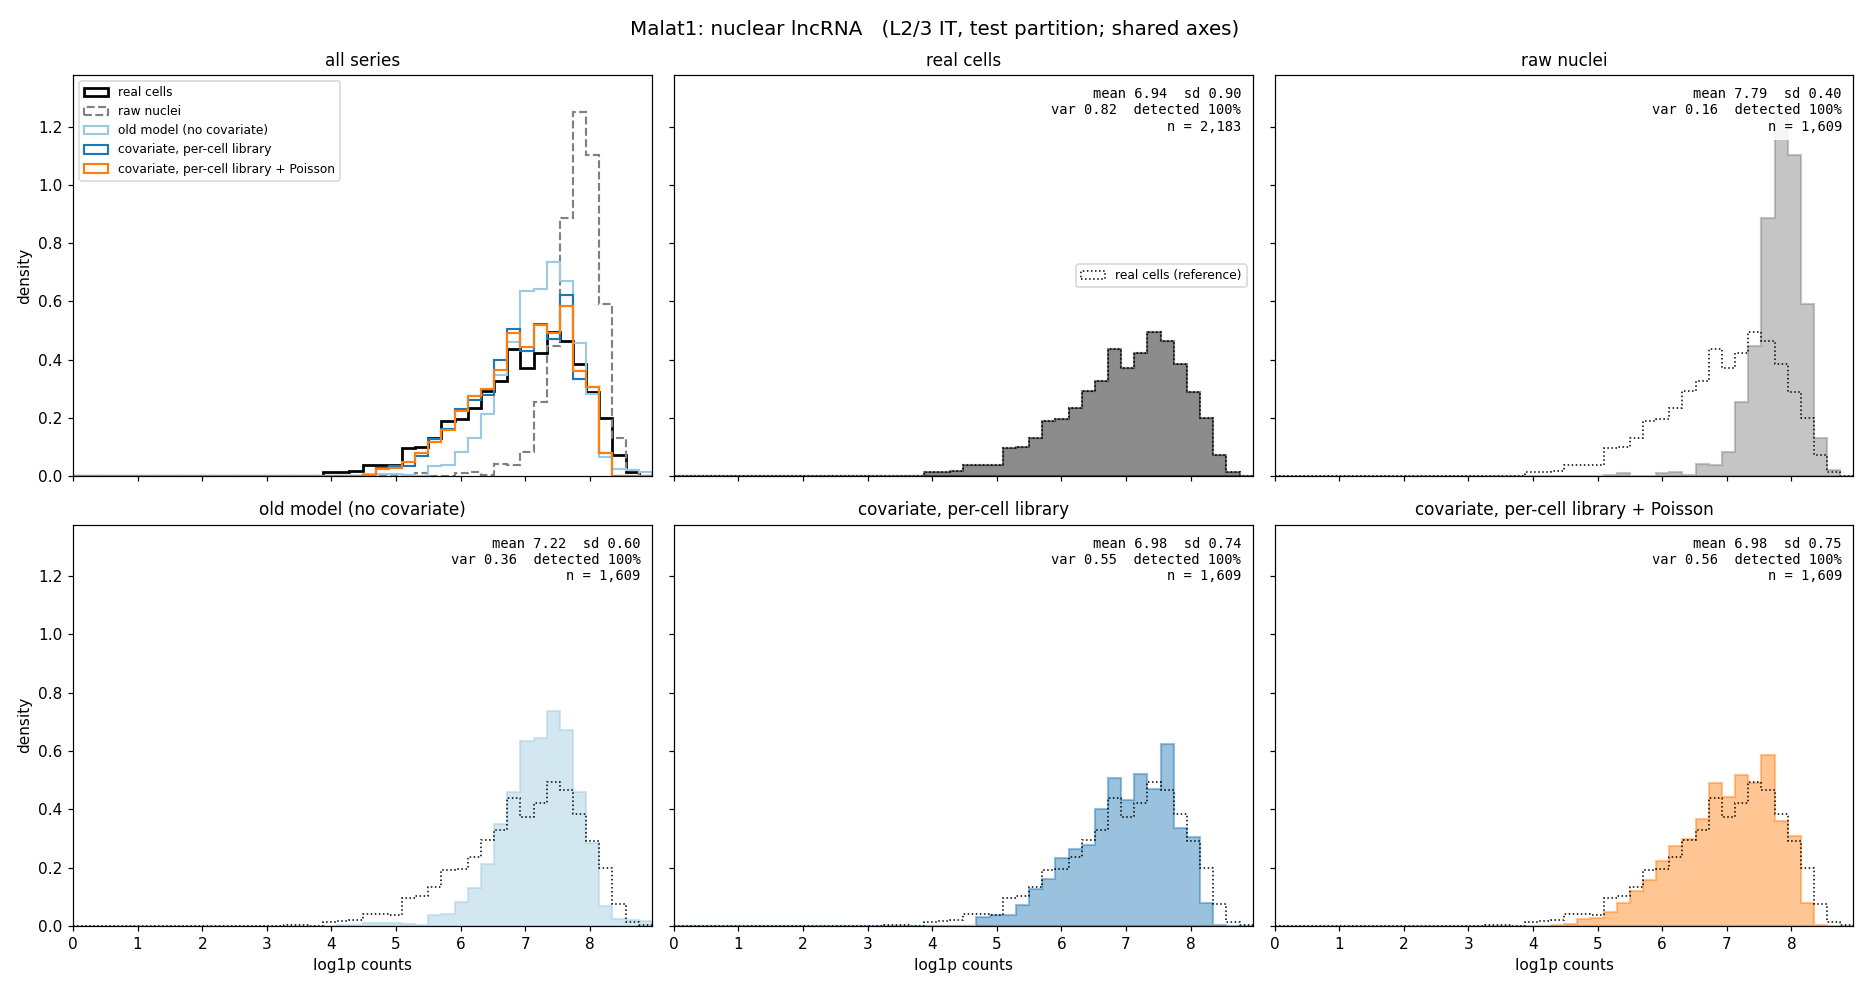 Malat1: nuclear lncRNA   (L2/3 IT, test partition; shared axes)
all series
real cells
raw nuclei
density
1.2
1.0
0.8
0.6
0.4
0.2
0.0
real cells
raw nuclei
old model (no covariate)
covariate, per-cell library
covariate, per-cell library + Poisson
mean 6.94  sd 0.90
var 0.82  detected 100%
n = 2,183
real cells (reference)
mean 7.79  sd 0.40
var 0.16  detected 100%
n = 1,609
old model (no covariate)
covariate, per-cell library
covariate, per-cell library + Poisson
density
1.2
1.0
0.8
0.6
0.4
0.2
0.0
mean 7.22  sd 0.60
var 0.36  detected 100%
n = 1,609
mean 6.98  sd 0.74
var 0.55  detected 100%
n = 1,609
mean 6.98  sd 0.75
var 0.56  detected 100%
n = 1,609
0 1 2 3 4 5 6 7 8
0 1 2 3 4 5 6 7 8
0 1 2 3 4 5 6 7 8
log1p counts
log1p counts
log1p counts